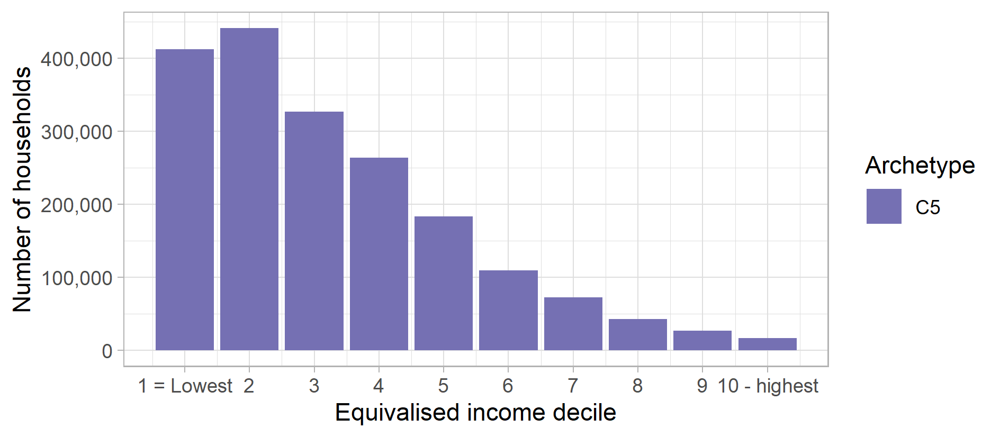 Number of households
400,000
300,000
200,000
100,000
0
1 = Lowest 2 3 4 5 6 7 8 9 10 - highest
Equivalised income decile
Archetype
C5